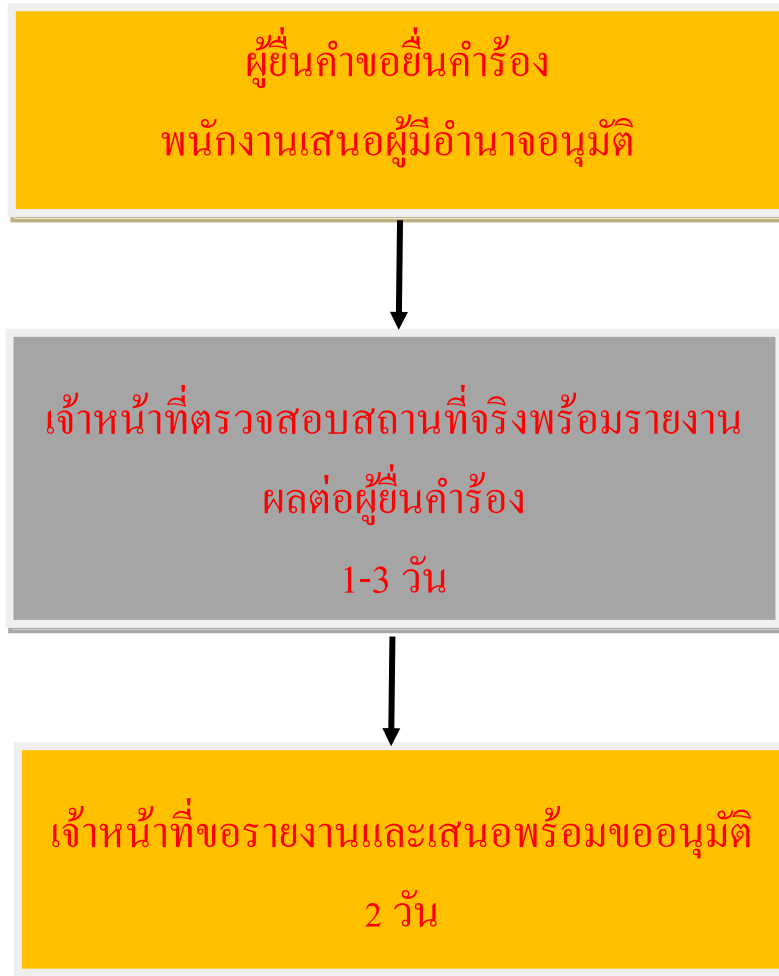 ผู้ยื่นคำขอยื่นคำร้อง
พนักงานเสนอผู้มีอำนาจอนุมัติ
เจ้าหน้าที่ตรวจสอบสถานที่จริงพร้อมรายงาน
ผลต่อผู้ยื่นคำร้อง
1-3 วัน
เจ้าหน้าที่ขอรายงานและเสนอพร้อมขออนุมัติ
2 วัน